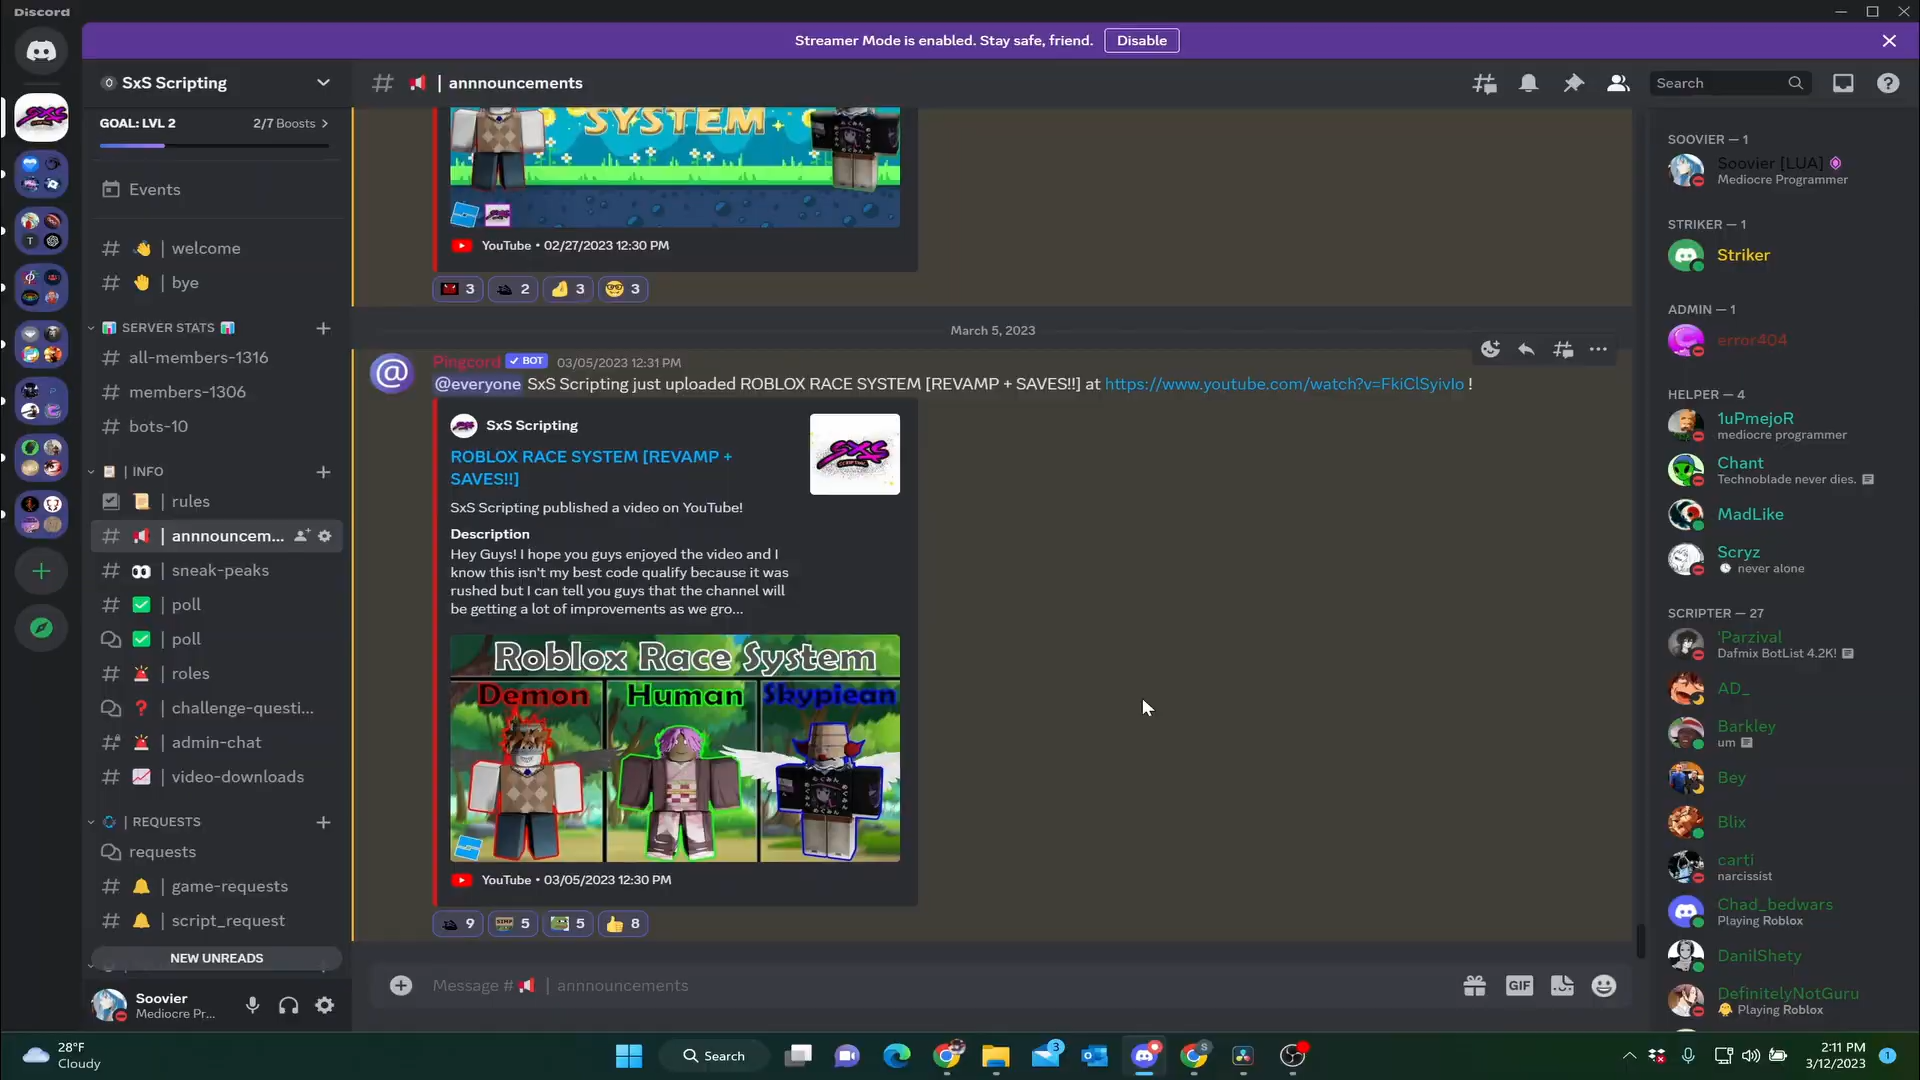 Discord
Streamer Mode is enabled. Stay safe, friend. Disable
SxS Scripting
GOAL: LVL 2 2/7 Boosts
Events
welcome
bye
SERVER STATS
all-members-1316
members-1306
bots-10
| INFO
rules
annnouncem...
sneak-peaks
poll
poll
roles
challenge-questi...
admin-chat
video-downloads
| REQUESTS
requests
game-requests
script_request
NEW UNREADS
Soovier
Mediocre Pr...
# | annnouncements
Search
SYSTEM
YouTube • 02/27/2023 12:30 PM
3 2 3 3
March 5, 2023
Pingcord BOT 03/05/2023 12:31 PM
@everyone SxS Scripting just uploaded ROBLOX RACE SYSTEM [REVAMP + SAVES!!] at https://www.youtube.com/watch?v=FkiClSyivIo !
SxS Scripting
ROBLOX RACE SYSTEM [REVAMP +
SAVES!!]
SxS Scripting published a video on YouTube!
Description
Hey Guys! I hope you guys enjoyed the video and I
know this isn't my best code qualify because it was
rushed but I can tell you guys that the channel will
be getting a lot of improvements as we gro...
SXS
Roblox Race System
Demon Human Skypiean
YouTube • 03/05/2023 12:30 PM
9 5 5 8
Message # | annnouncements
GIF
SOOVIER — 1
Soovier [LUA]
Mediocre Programmer
STRIKER — 1
Striker
ADMIN — 1
error404
HELPER — 4
1uPmejoR
mediocre programmer
Chant
Technoblade never dies.
MadLike
Scryz
never alone
SCRIPTER — 27
'Parzival
Dafmix BotList 4.2K!
AD_
Barkley
um
Bey
Blix
carti
narcissist
Chad_bedwars
Playing Roblox
DanilShety
DefinitelyNotGuru
Playing Roblox
28°F
Cloudy
Search
3
2:11 PM
3/12/2023
1